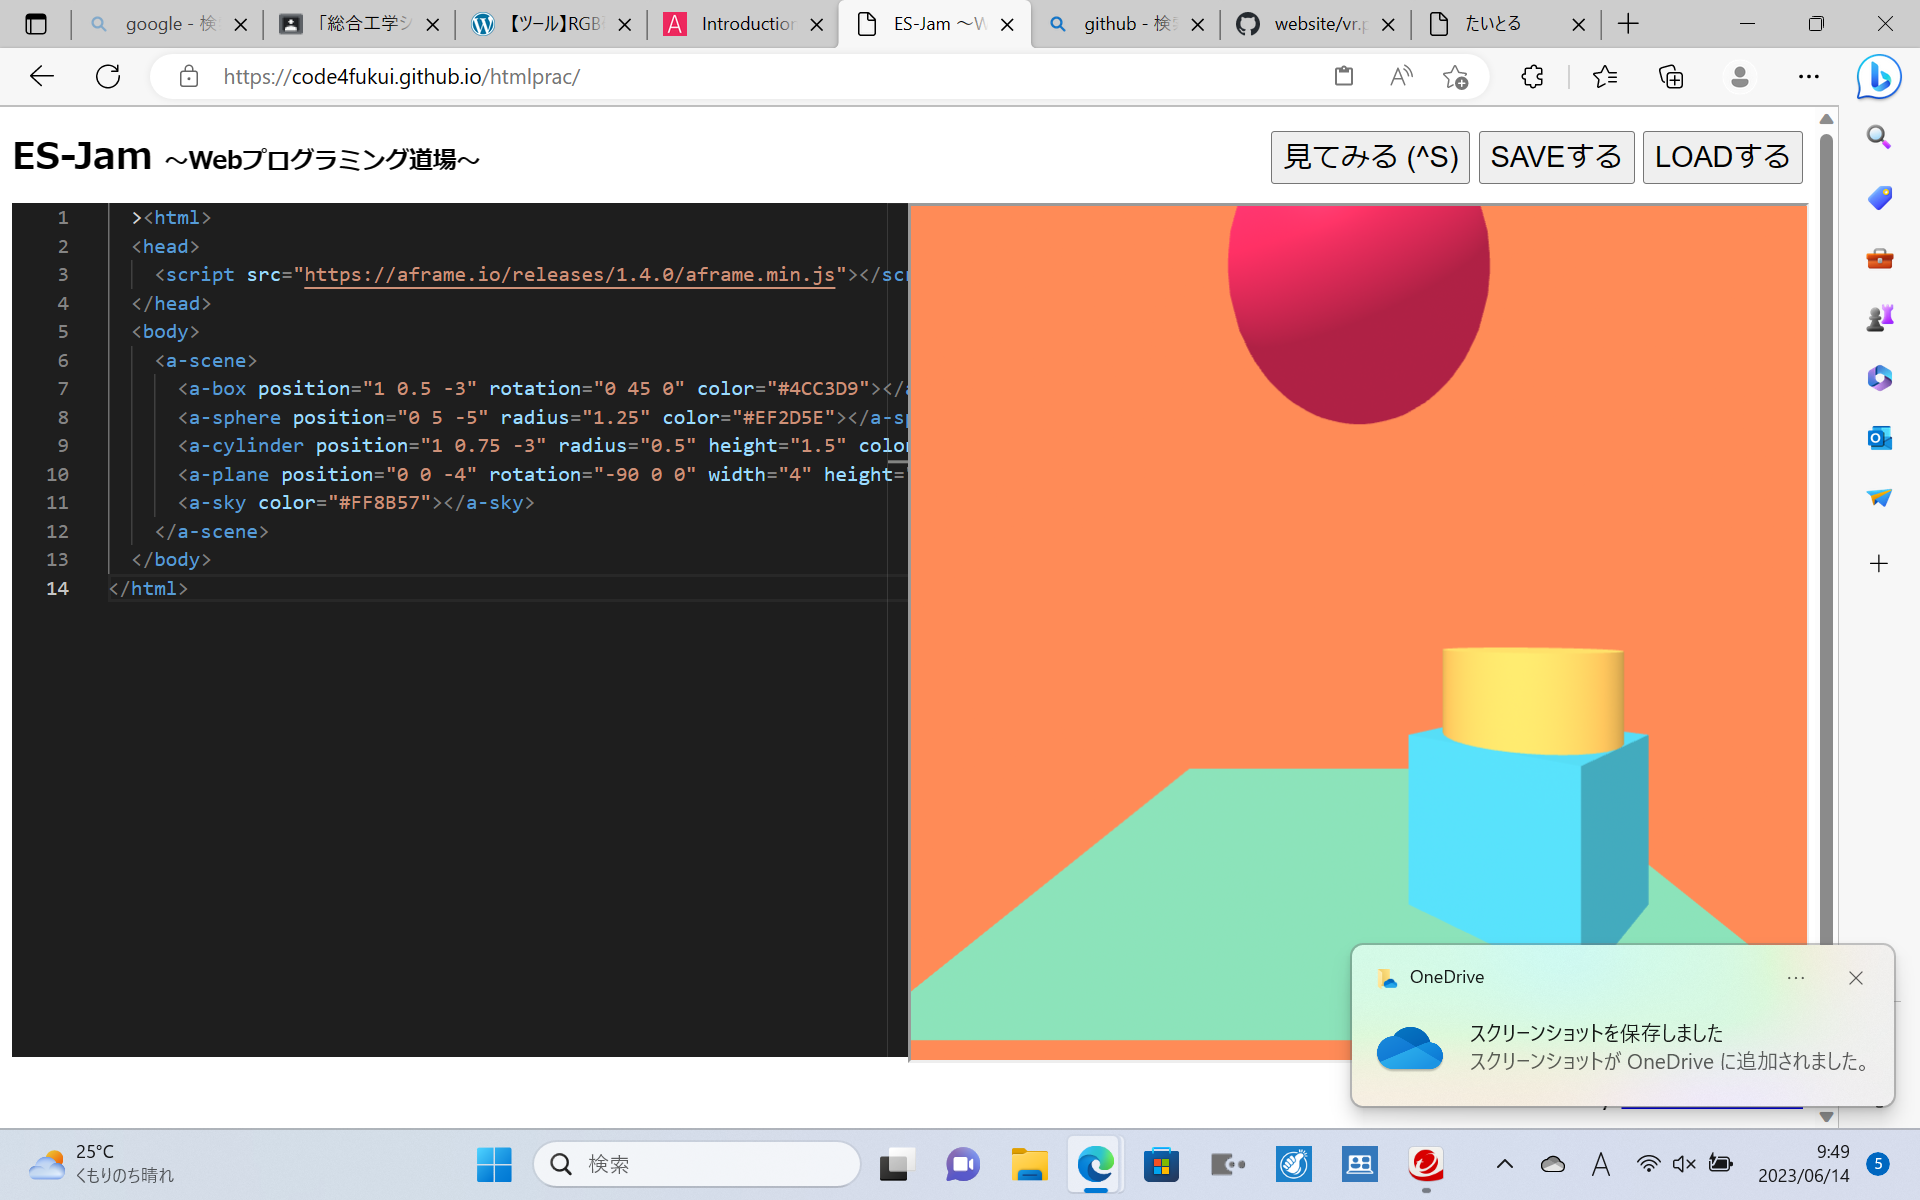 google - 検
「総合工学シ
【ツール】RGB
Introduction
ES-Jam ～W
github - 検
website/vr.p
たいとる
https://code4fukui.github.io/htmlprac/
ES-Jam ～Webプログラミング道場～
見てみる (^S)
SAVEする
LOADする
1 ><html>
2 <head>
3 <script src="https://aframe.io/releases/1.4.0/aframe.min.js"></scr
4 </head>
5 <body>
6 <a-scene>
7 <a-box position="1 0.5 -3" rotation="0 45 0" color="#4CC3D9"></a
8 <a-sphere position="0 5 -5" radius="1.25" color="#EF2D5E"></a-sp
9 <a-cylinder position="1 0.75 -3" radius="0.5" height="1.5" color
10 <a-plane position="0 0 -4" rotation="-90 0 0" width="4" height="
11 <a-sky color="#FF8B57"></a-sky>
12 </a-scene>
13 </body>
14 </html>
OneDrive
スクリーンショットを保存しました
スクリーンショットが OneDrive に追加されました。
25°C
くもりのち晴れ
検索
A
9:49
2023/06/14
5